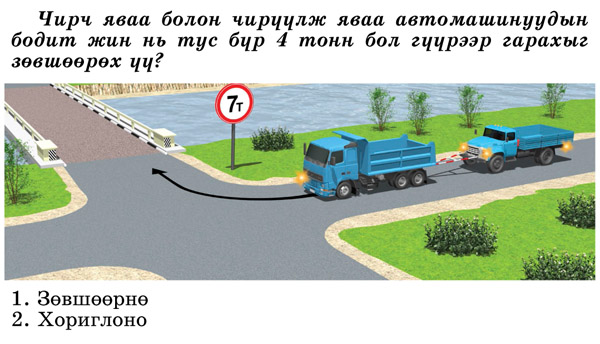 Чирч яваа болон чирүүлж яваа автомашинуудын
бодит жин нь тус бүр 4 тонн бол гүүрээр гарахыг
зөвшөөрөх үү?
7т
1. Зөвшөөрнө
2. Хориглоно